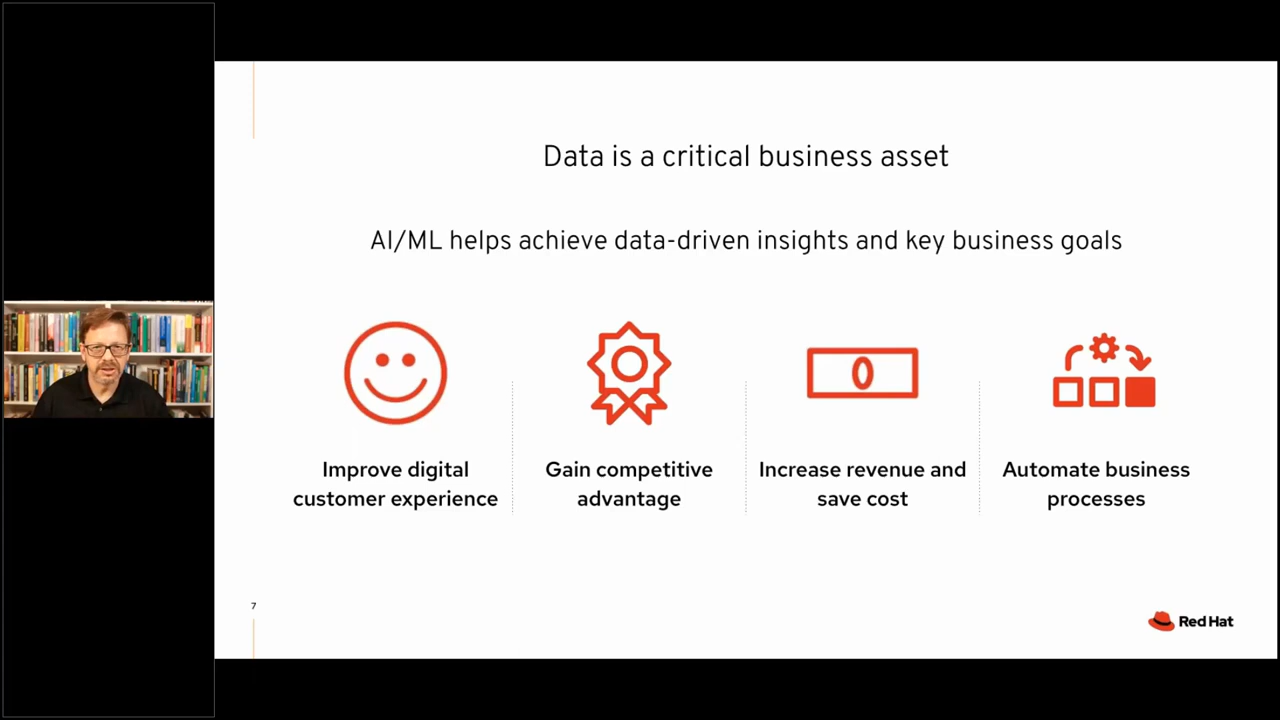 Data is a critical business asset
AI/ML helps achieve data-driven insights and key business goals
Improve digital
customer experience
Gain competitive
advantage
Increase revenue and
save cost
Automate business
processes
7
Red Hat